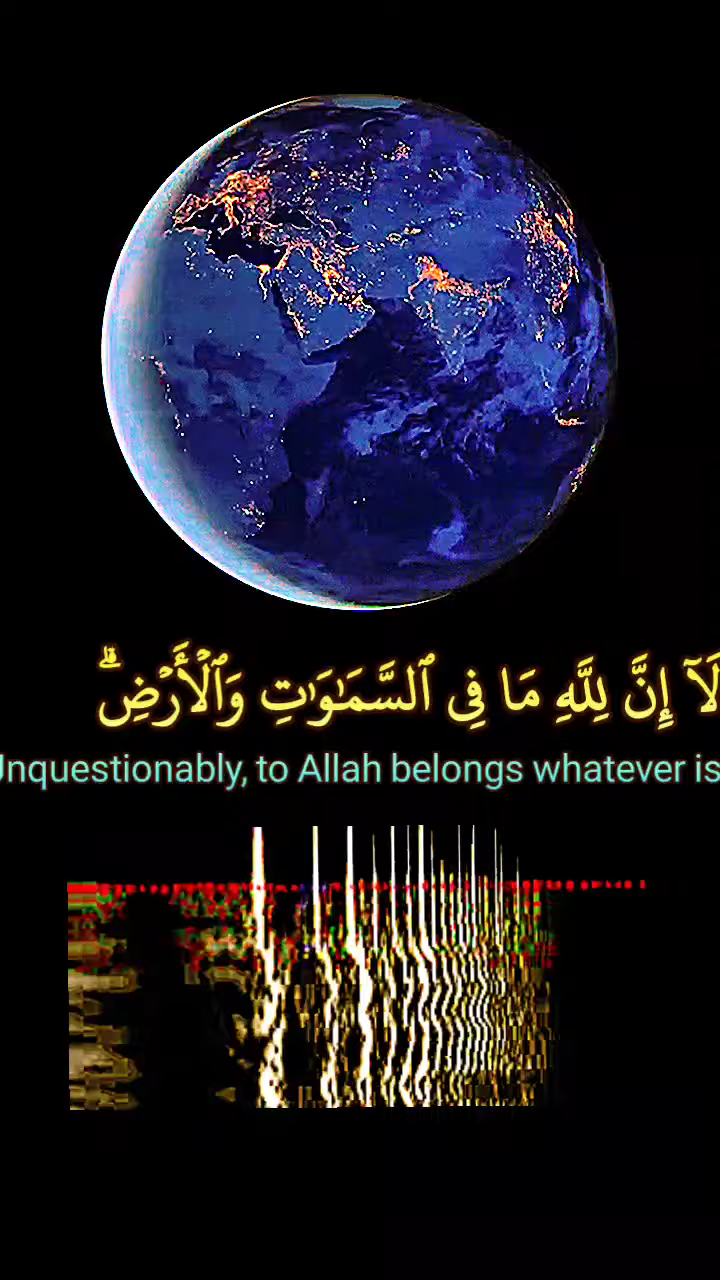 لَآ إِنَّ لِلَّهِ مَا فِى ٱلسَّمَـٰوَٰتِ وَٱلْأَرْضِ ۗ
Unquestionably, to Allah belongs whatever is